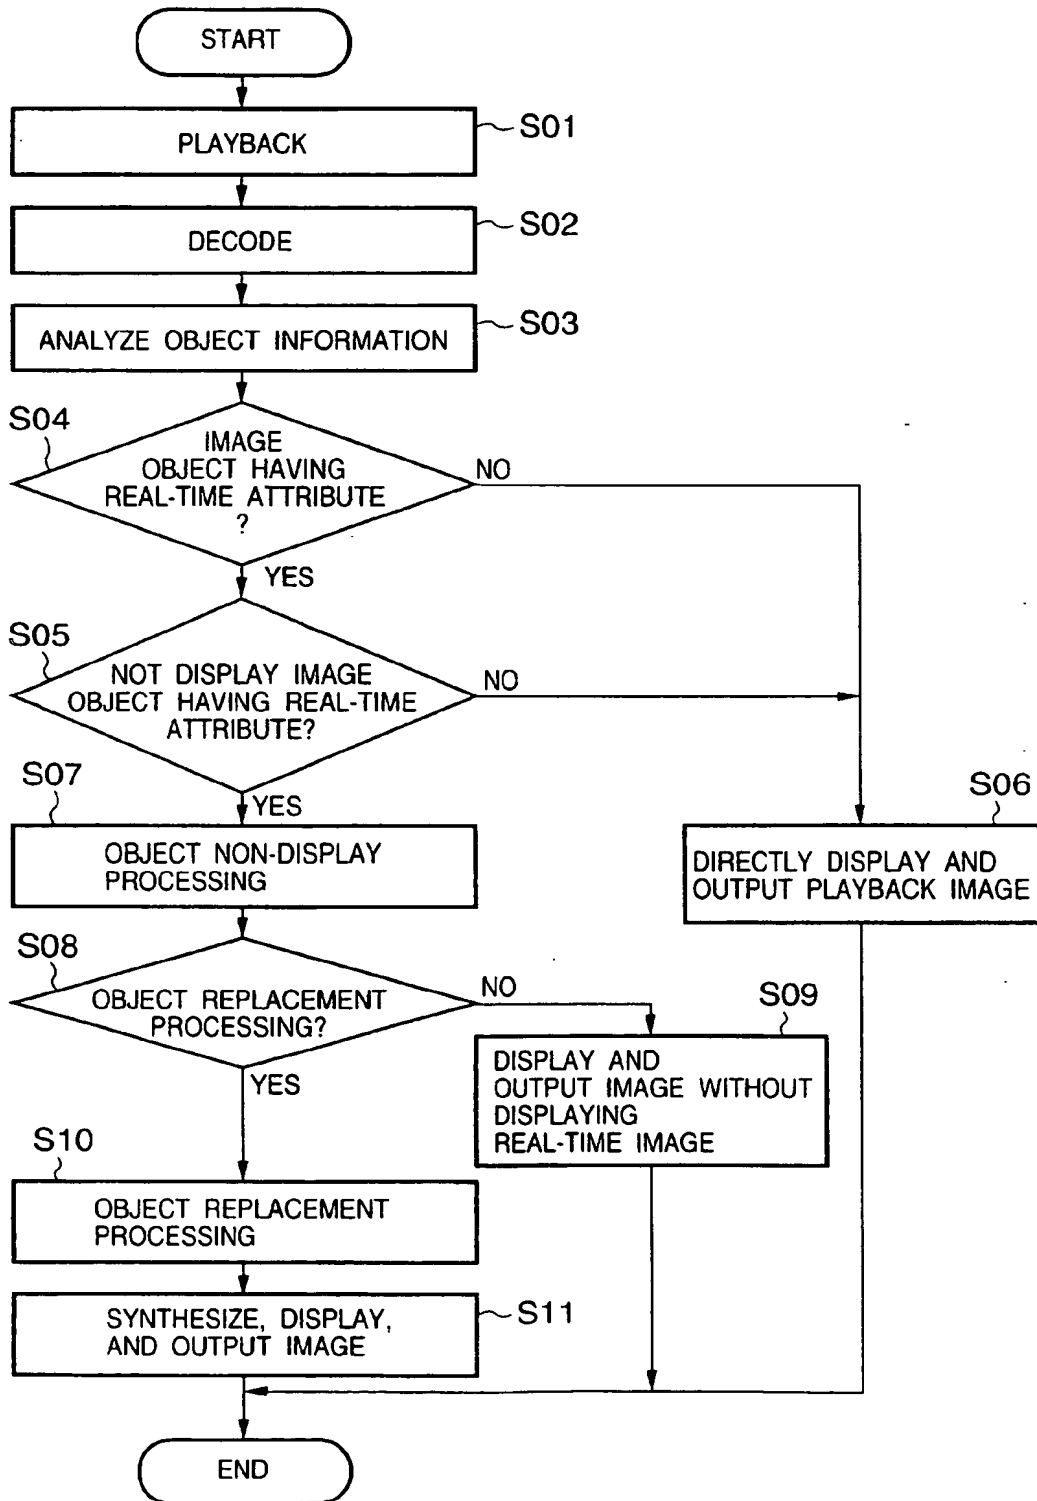 START
PLAYBACK
S01
DECODE
S02
ANALYZE OBJECT INFORMATION
S03
S04
IMAGE
OBJECT HAVING
REAL-TIME ATTRIBUTE
?
NO
YES
S05
NOT DISPLAY IMAGE
OBJECT HAVING REAL-TIME
ATTRIBUTE?
NO
YES
S07
OBJECT NON-DISPLAY
PROCESSING
S06
DIRECTLY DISPLAY AND
OUTPUT PLAYBACK IMAGE
S08
OBJECT REPLACEMENT
PROCESSING?
NO
YES
S09
DISPLAY AND
OUTPUT IMAGE WITHOUT
DISPLAYING
REAL-TIME IMAGE
S10
OBJECT REPLACEMENT
PROCESSING
SYNTHESIZE, DISPLAY,
AND OUTPUT IMAGE
S11
END